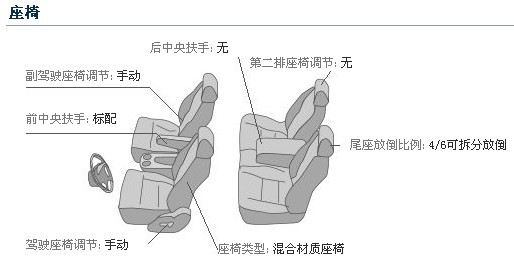 座椅
后中央扶手: 无
第二排座椅调节: 无
副驾驶座椅调节: 手动
前中央扶手: 标配
尾座放倒比例: 4/6可拆分放倒
驾驶座椅调节: 手动
座椅类型: 混合材质座椅